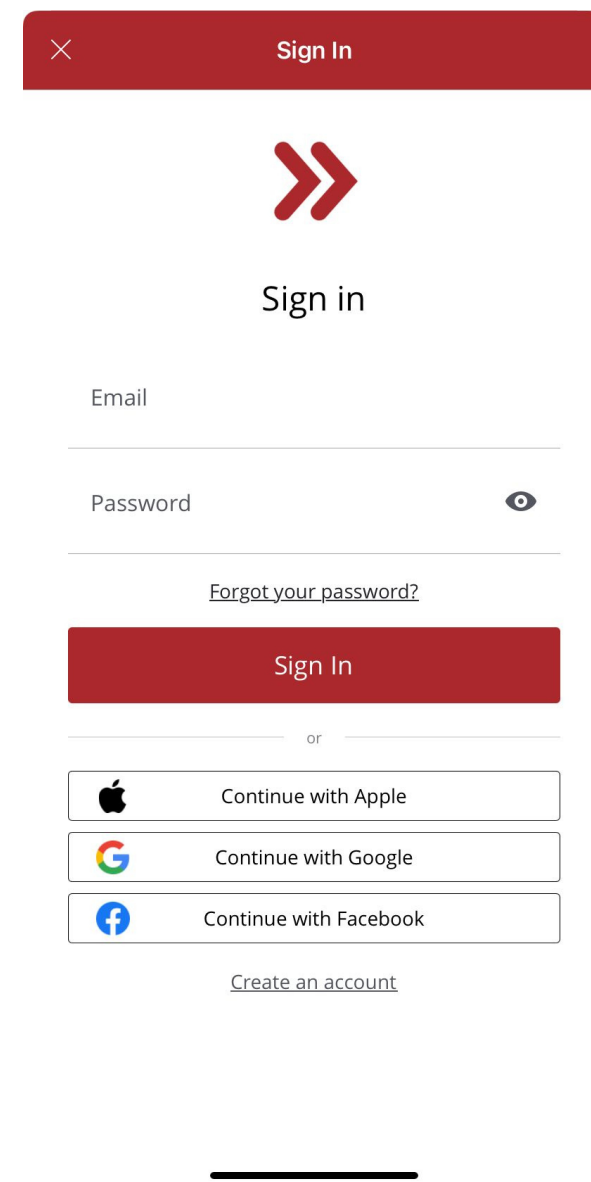 Sign In
Sign in
Email
Password
Forgot your password?
Sign In
or
Continue with Apple
Continue with Google
Continue with Facebook
Create an account